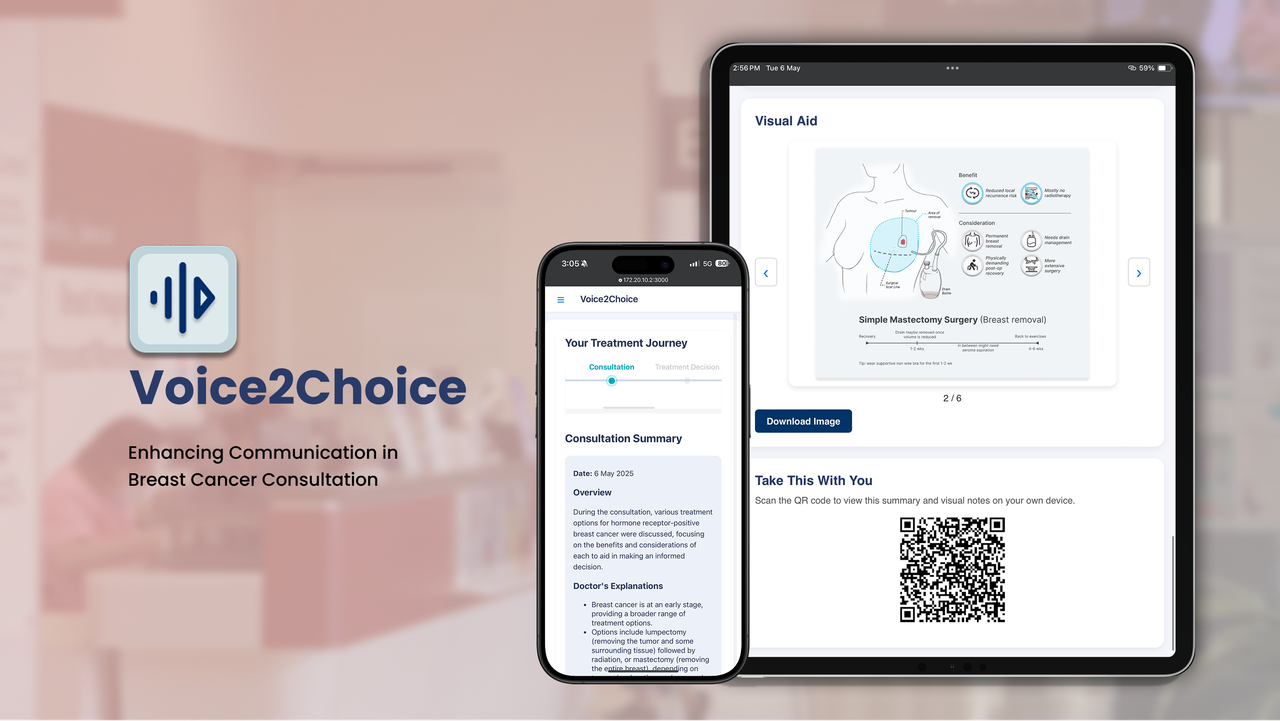 Voice2Choice
Enhancing Communication in
Breast Cancer Consultation
3:05
5G
80
172.20.10.2:3000
Voice2Choice
Your Treatment Journey
Consultation
Treatment Decision
Consultation Summary
Date: 6 May 2025
Overview
During the consultation, various treatment
options for hormone receptor-positive
breast cancer were discussed, focusing
on the benefits and considerations of
each to aid in making an informed
decision.
Doctor's Explanations
• Breast cancer is at an early stage,
providing a broader range of
treatment options.
• Options include lumpectomy
(removing the tumor and some
surrounding tissue) followed by
radiation, or mastectomy (removing
the entire breast), depending on
2:56 PM Tue 6 May
59%
Visual Aid
Tumour
Area of
removal
Surgical
Scar Line
Drain
Bottle
Benefit
Reduced local
recurrence risk
Mostly no
radiotherapy
Consideration
Permanent
breast
removal
Needs drain
management
Physically
demanding
post-op
recovery
More
extensive
surgery
Simple Mastectomy Surgery (Breast removal)
Recovery
Drain maybe removed once
volume is reduced
Back to exercises
1-2 wks
in between might need
seroma aspiration
4-6 wks
Tip: wear supportive non wire bra for the first 1-2 wk
2 / 6
Download Image
Take This With You
Scan the QR code to view this summary and visual notes on your own device.